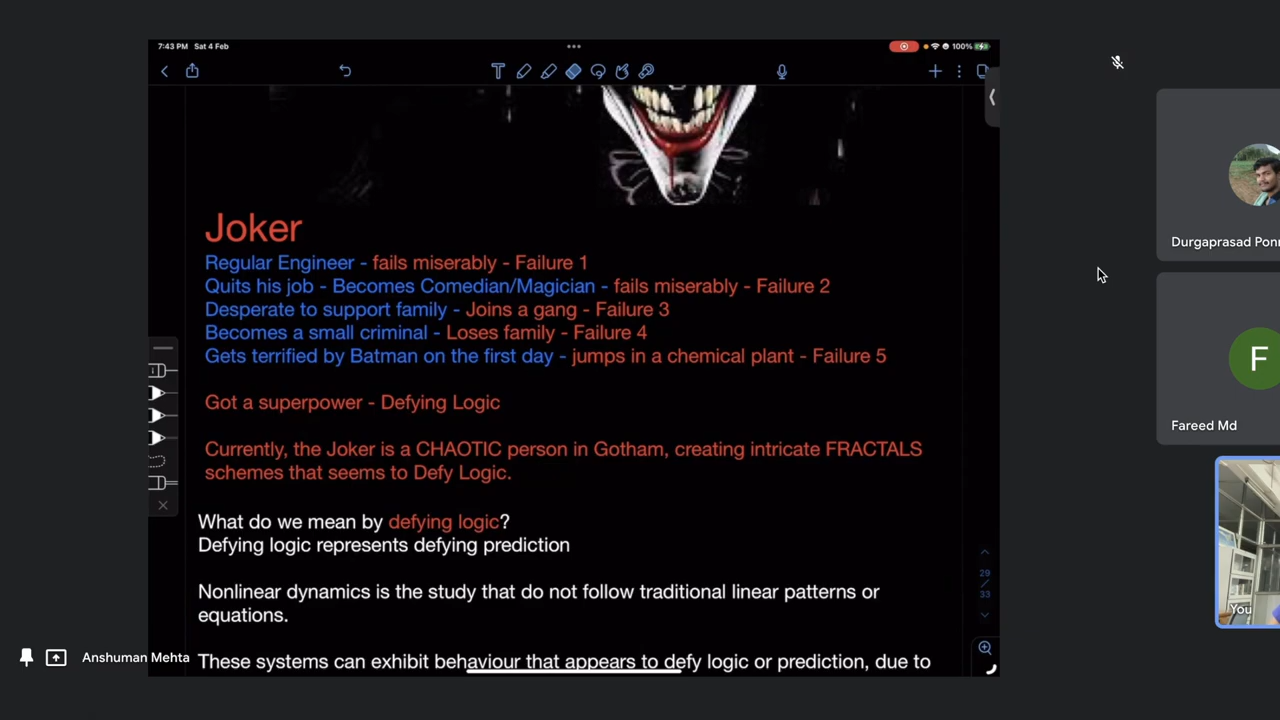 7:43 PM Sat 4 Feb
100%
Joker
Regular Engineer - fails miserably - Failure 1
Quits his job - Becomes Comedian/Magician - fails miserably - Failure 2
Desperate to support family - Joins a gang - Failure 3
Becomes a small criminal - Loses family - Failure 4
Gets terrified by Batman on the first day - jumps in a chemical plant - Failure 5
Got a superpower - Defying Logic
Currently, the Joker is a CHAOTIC person in Gotham, creating intricate FRACTALS
schemes that seems to Defy Logic.
What do we mean by defying logic?
Defying logic represents defying prediction
Nonlinear dynamics is the study that do not follow traditional linear patterns or
equations.
These systems can exhibit behaviour that appears to defy logic or prediction, due to
29
/
33
Anshuman Mehta
Durgaprasad
F
Fareed Md
You